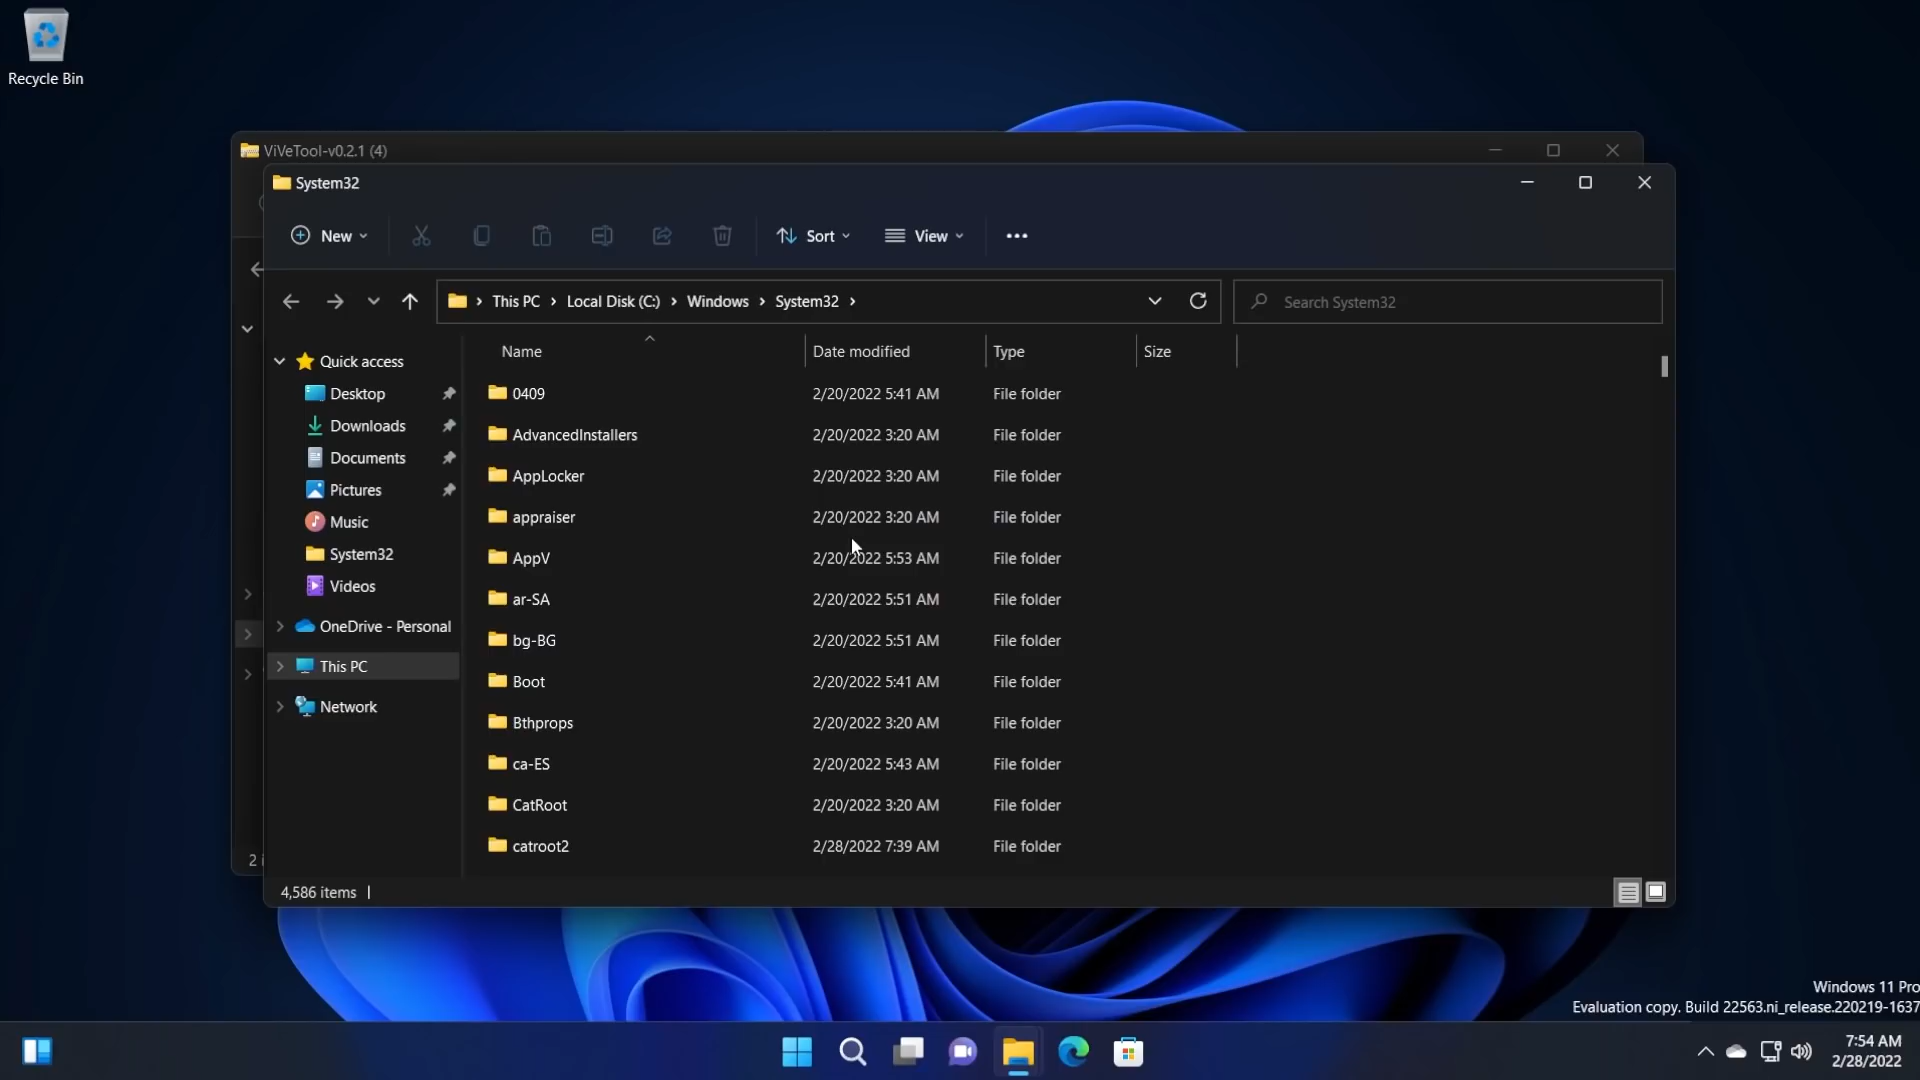 Recycle Bin
ViVeTool-v0.2.1 (4)
System32
New
Sort
View
This PC > Local Disk (C:) > Windows > System32 >
Search System32
Name Date modified Type Size
Quick access
Desktop
Downloads
Documents
Pictures
Music
System32
Videos
OneDrive - Personal
This PC
Network
0409 2/20/2022 5:41 AM File folder
AdvancedInstallers 2/20/2022 3:20 AM File folder
AppLocker 2/20/2022 3:20 AM File folder
appraiser 2/20/2022 3:20 AM File folder
AppV 2/20/2022 5:53 AM File folder
ar-SA 2/20/2022 5:51 AM File folder
bg-BG 2/20/2022 5:51 AM File folder
Boot 2/20/2022 5:41 AM File folder
Bthprops 2/20/2022 3:20 AM File folder
ca-ES 2/20/2022 5:43 AM File folder
CatRoot 2/20/2022 3:20 AM File folder
catroot2 2/28/2022 7:39 AM File folder
2 i
4,586 items
Windows 11 Pro
Evaluation copy. Build 22563.ni_release.220219-1637
7:54 AM
2/28/2022